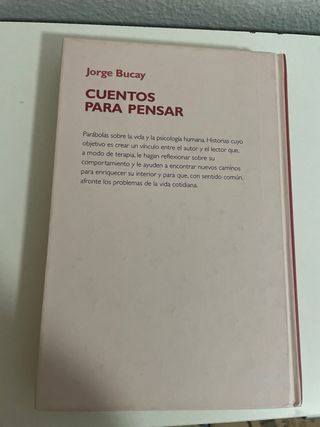 Jorge Bucay
CUENTOS
PARA PENSAR
Parábolas sobre la vida y la psicología humana. Historias cuyo
objetivo es crear un vínculo entre el autor y el lector que,
a modo de terapia, le hagan reflexionar sobre su
comportamiento y le ayuden a encontrar nuevos caminos
para enriquecer su interior y para que, con sentido común,
afronte los problemas de la vida cotidiana.